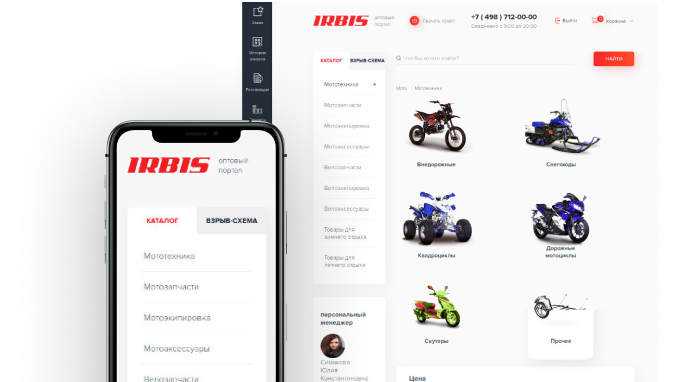 Заказ
История
заказов
Рекламации
IRBIS
оптовый
портал
Скачать прайс
+7 ( 498 ) 712-00-00
Ежедневно с 9:00 до 20:00
Выйти
Корзина
КАТАЛОГ
ВЗРЫВ-СХЕМА
Что Вы хотите найти?
НАЙТИ
Мототехника
Мотозапчасти
Мотоэкипировка
Мотоаксессуары
Велозапчасти
Велоэкипировка
Велоаксессуары
Товары для
зимнего отдыха
Товары для
летнего отдыха
Мото
Мототехника
Внедорожные
Снегоходы
Квадроциклы
Дорожные
мотоциклы
Скутеры
Прочее
персональный
менеджер
Симакова
Юлия
Константиновна
Цена
IRBIS
оптовый
портал
КАТАЛОГ
ВЗРЫВ-СХЕМА
Мототехника
Мотозапчасти
Мотоэкипировка
Мотоаксессуары
Велозапчасти